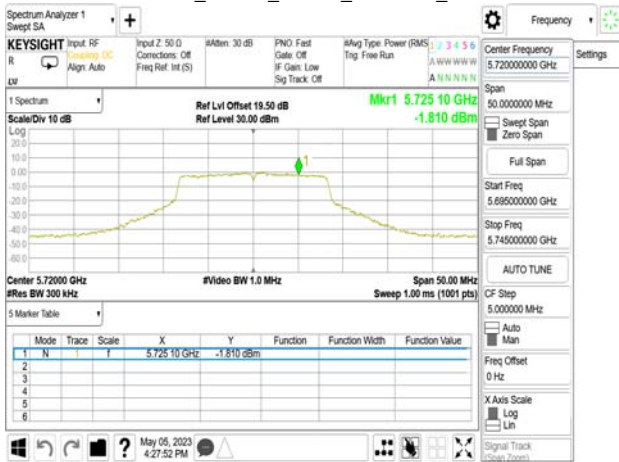 Spectrum Analyzer 1
Swept SA
Frequency
KEYSIGHT
R
Input: RF
Coupling: DC
Align: Auto
Input Z: 50 Ω
Corrections: Off
Freq Ref: Int (S)
#Atten: 30 dB
PNO: Fast
Gate: Off
IF Gain: Low
Sig Track: Off
#Avg Type: Power (RMS
Trig: Free Run
1 2 3 4 5 6
A W W W W W
A N N N N N
Center Frequency
5.720000000 GHz
Settings
Span
50.0000000 MHz
Swept Span
Zero Span
Full Span
Start Freq
5.695000000 GHz
Stop Freq
5.745000000 GHz
AUTO TUNE
CF Step
5.000000 MHz
Auto
Man
Freq Offset
0 Hz
X Axis Scale
Log
Lin
Signal Track
(Span Zoom)
1 Spectrum
Scale/Div 10 dB
Ref Lvl Offset 19.50 dB
Ref Level 30.00 dBm
Mkr1 5.725 10 GHz
-1.810 dBm
Log
20.0
10.0
0.00
-10.0
-20.0
-30.0
-40.0
-50.0
-60.0
1
Center 5.72000 GHz
#Res BW 300 kHz
#Video BW 1.0 MHz
Span 50.00 MHz
Sweep 1.00 ms (1001 pts)
5 Marker Table
Mode Trace Scale X Y Function Function Width Function Value
1 N 1 f 5.725 10 GHz -1.810 dBm
2
3
4
5
6
?
May 05, 2023
4:27:52 PM